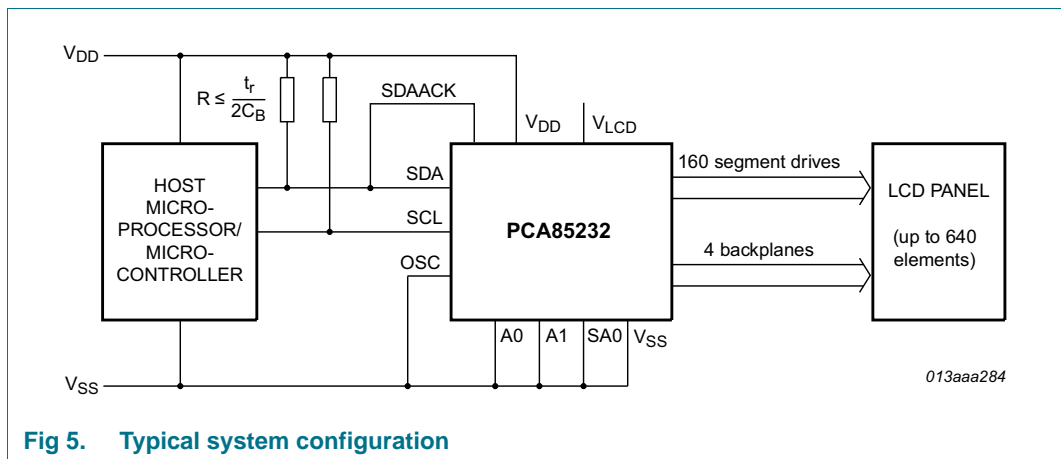 VDD
R ≤ tr
2CB
SDAACK
VDD
VLCD
HOST
MICRO-
PROCESSOR/
MICRO-
CONTROLLER
SDA
SCL
OSC
PCA85232
160 segment drives
4 backplanes
LCD PANEL
(up to 640
elements)
A0 A1 SA0 VSS
VSS
013aaa284
Fig 5. Typical system configuration